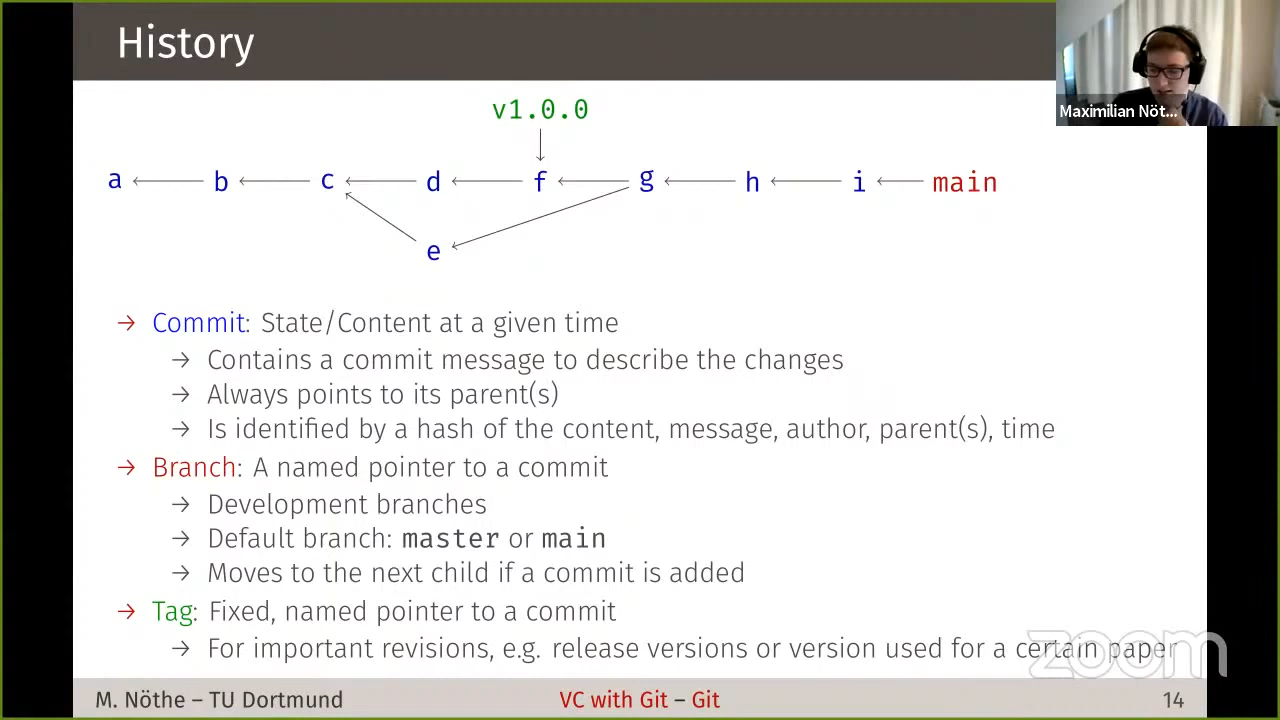 History
Maximilian Nöt...
v1.0.0
a b c d f g h i main
e
→ Commit: State/Content at a given time
→ Contains a commit message to describe the changes
→ Always points to its parent(s)
→ Is identified by a hash of the content, message, author, parent(s), time
→ Branch: A named pointer to a commit
→ Development branches
→ Default branch: master or main
→ Moves to the next child if a commit is added
→ Tag: Fixed, named pointer to a commit
→ For important revisions, e.g. release versions or version used for a certain paper
zoom
M. Nöthe – TU Dortmund VC with Git – Git 14